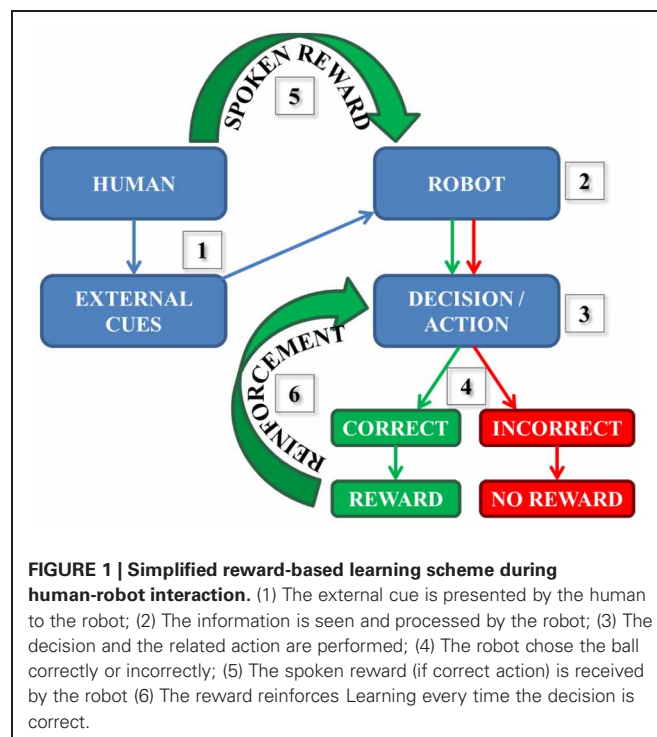 SPOKEN REWARD
5
HUMAN
ROBOT
2
1
EXTERNAL
CUES
DECISION /
ACTION
3
REINFORCEMENT
6
4
CORRECT
INCORRECT
REWARD
NO REWARD
FIGURE 1 | Simplified reward-based learning scheme during
human-robot interaction. (1) The external cue is presented by the human
to the robot; (2) The information is seen and processed by the robot; (3) The
decision and the related action are performed; (4) The robot chose the ball
correctly or incorrectly; (5) The spoken reward (if correct action) is received
by the robot (6) The reward reinforces Learning every time the decision is
correct.